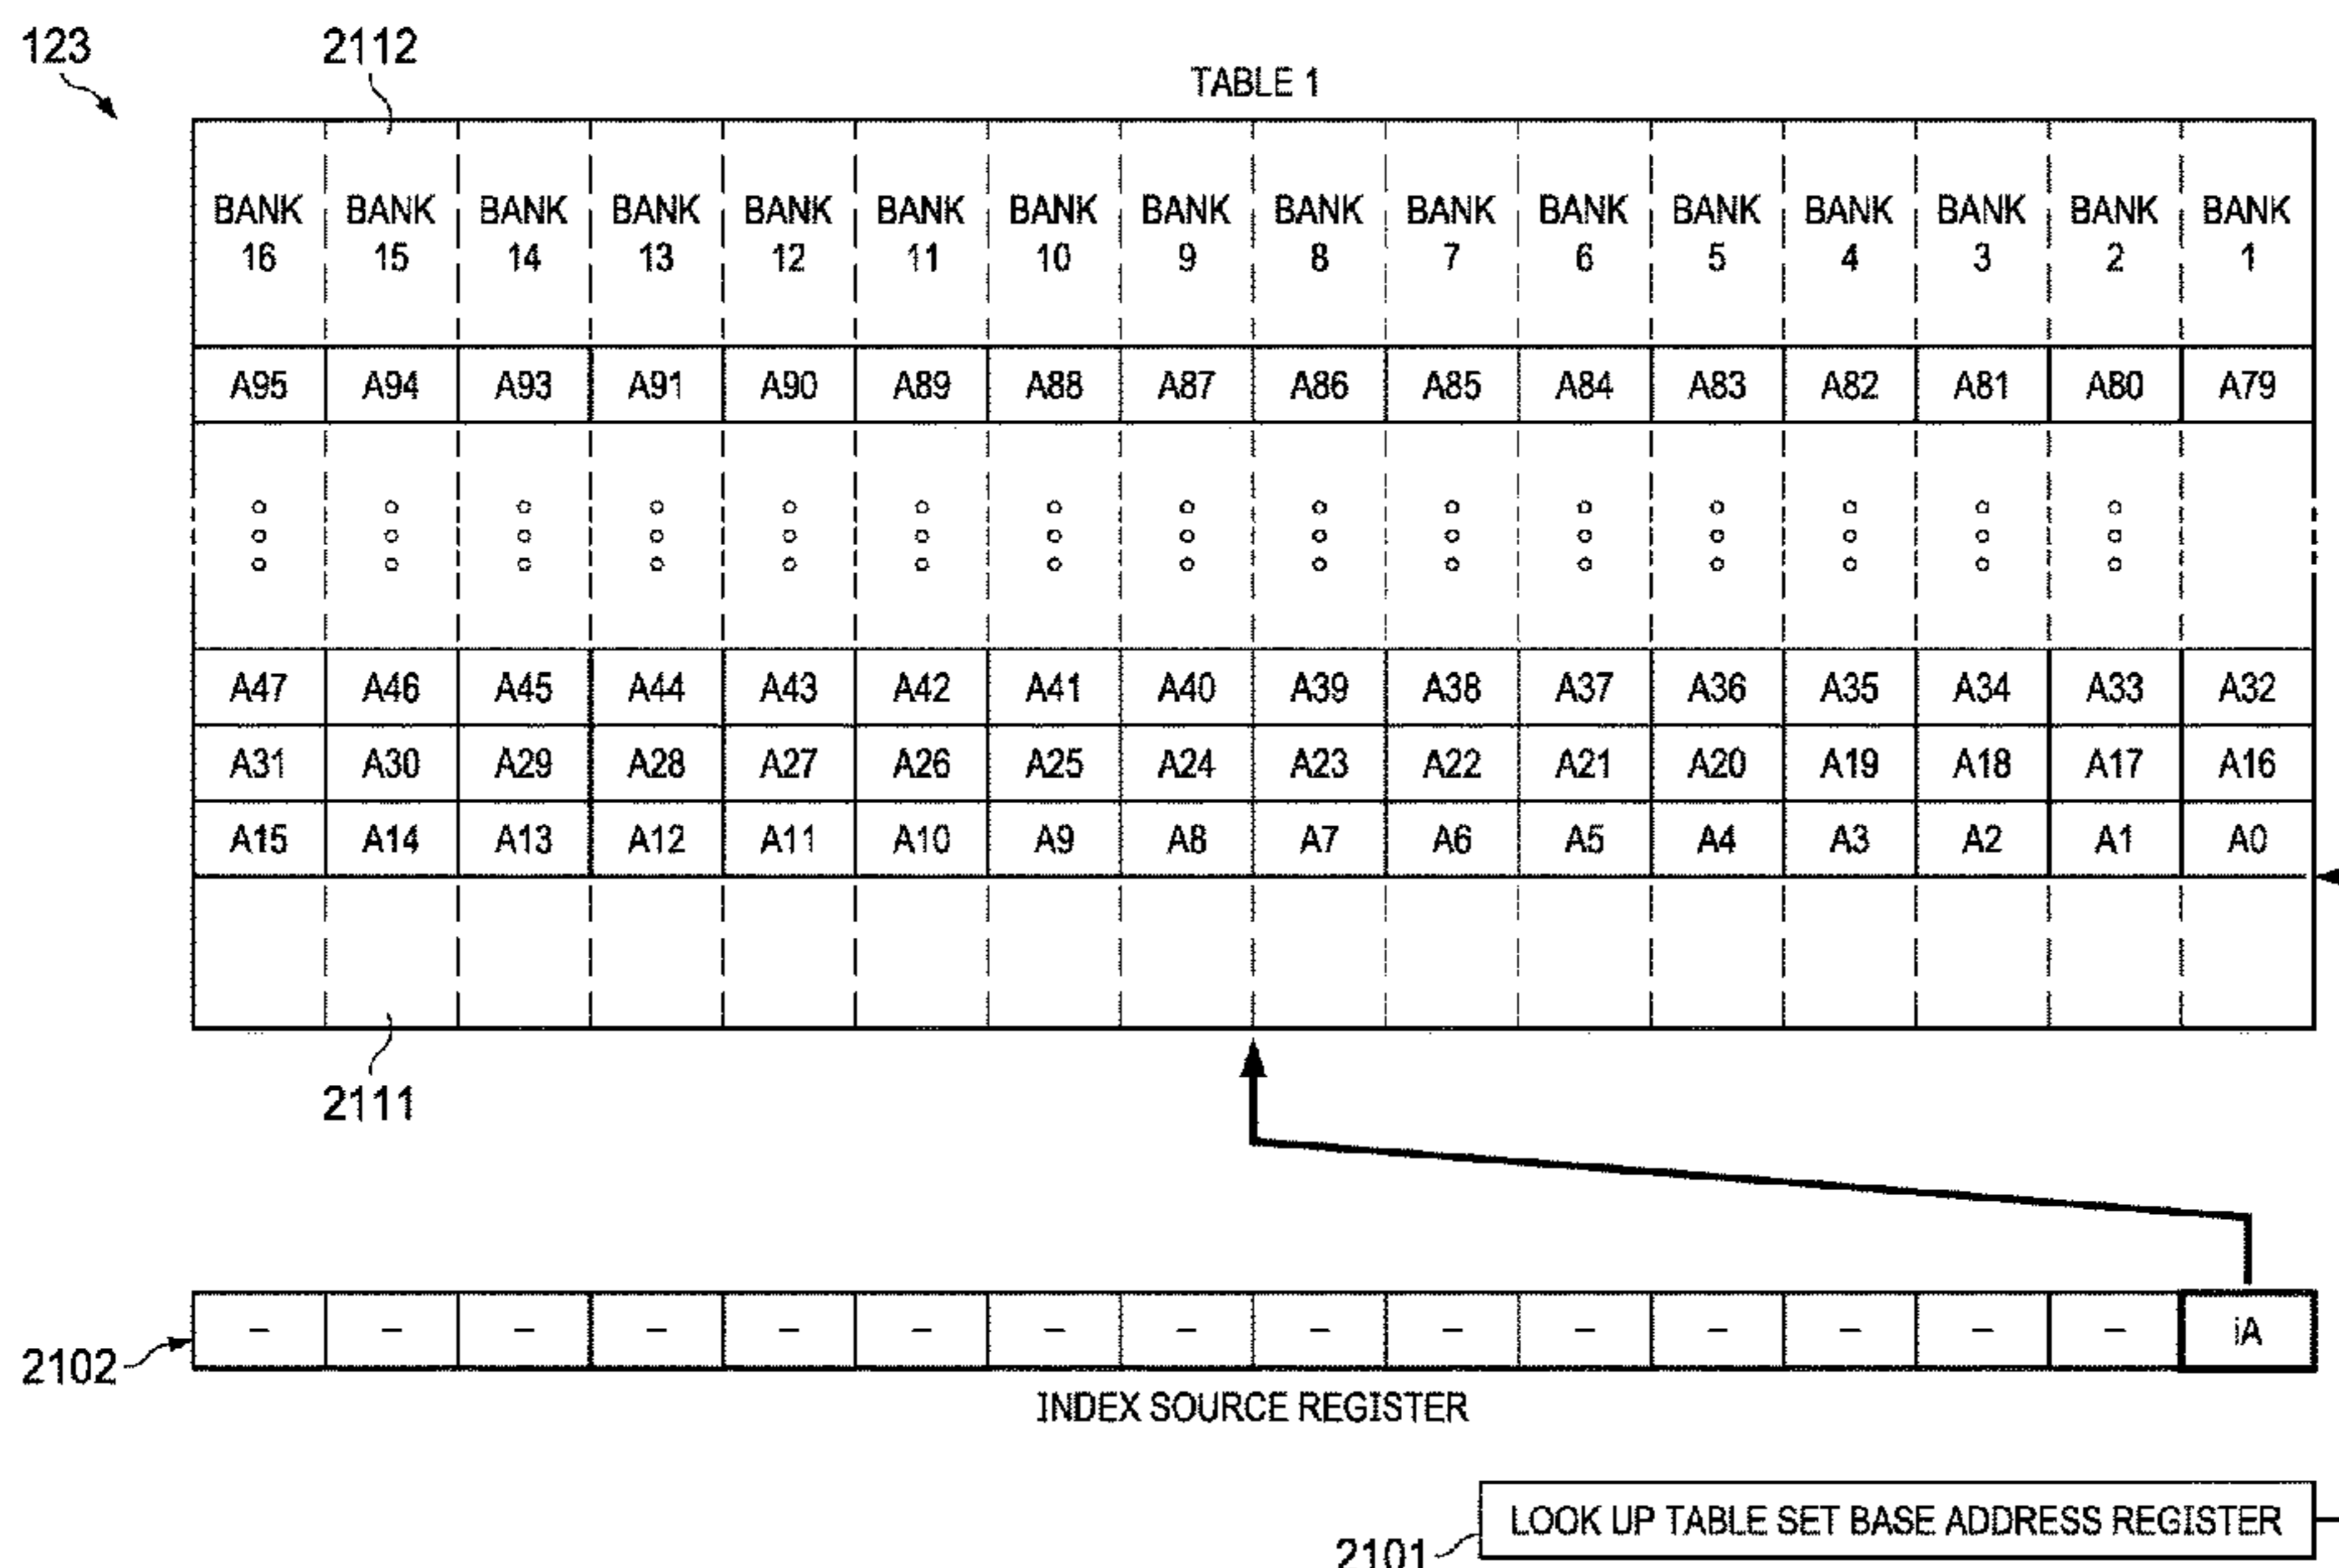 123
2112
TABLE 1
BANK 16 BANK 15 BANK 14 BANK 13 BANK 12 BANK 11 BANK 10 BANK 9 BANK 8 BANK 7 BANK 6 BANK 5 BANK 4 BANK 3 BANK 2 BANK 1
A95 A94 A93 A91 A90 A89 A88 A87 A86 A85 A84 A83 A82 A81 A80 A79
A47 A46 A45 A44 A43 A42 A41 A40 A39 A38 A37 A36 A35 A34 A33 A32
A31 A30 A29 A28 A27 A26 A25 A24 A23 A22 A21 A20 A19 A18 A17 A16
A15 A14 A13 A12 A11 A10 A9 A8 A7 A6 A5 A4 A3 A2 A1 A0
2111
– – – – – – – – – – – – – – – iA
2102
INDEX SOURCE REGISTER
LOOK UP TABLE SET BASE ADDRESS REGISTER
2101